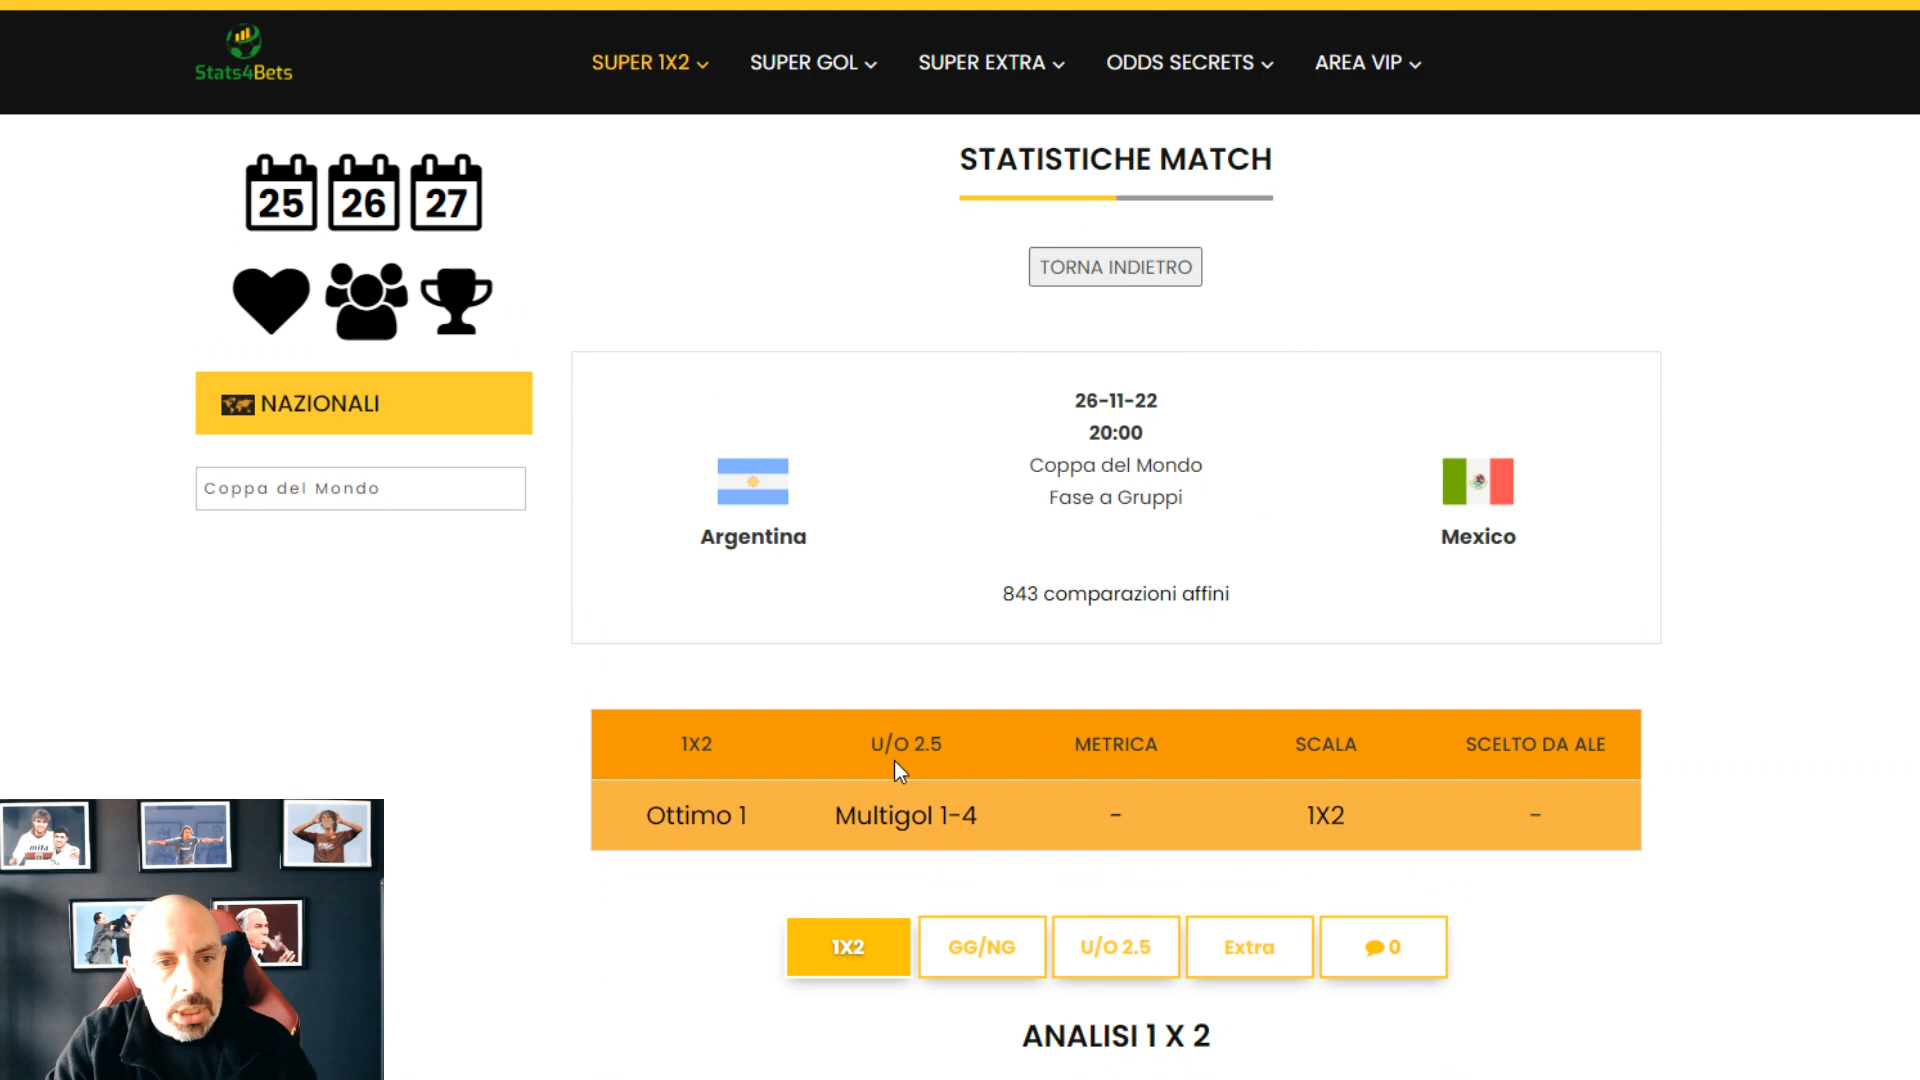 Stats4Bets
SUPER 1X2
SUPER GOL
SUPER EXTRA
ODDS SECRETS
AREA VIP
25
26
27
STATISTICHE MATCH
TORNA INDIETRO
NAZIONALI
Coppa del Mondo
26-11-22
20:00
Coppa del Mondo
Fase a Gruppi
Argentina
Mexico
843 comparazioni affini
1X2
U/O 2.5
METRICA
SCALA
SCELTO DA ALE
Ottimo 1
Multigol 1-4
-
1X2
-
1X2
GG/NG
U/O 2.5
Extra
0
ANALISI 1 X 2
mita